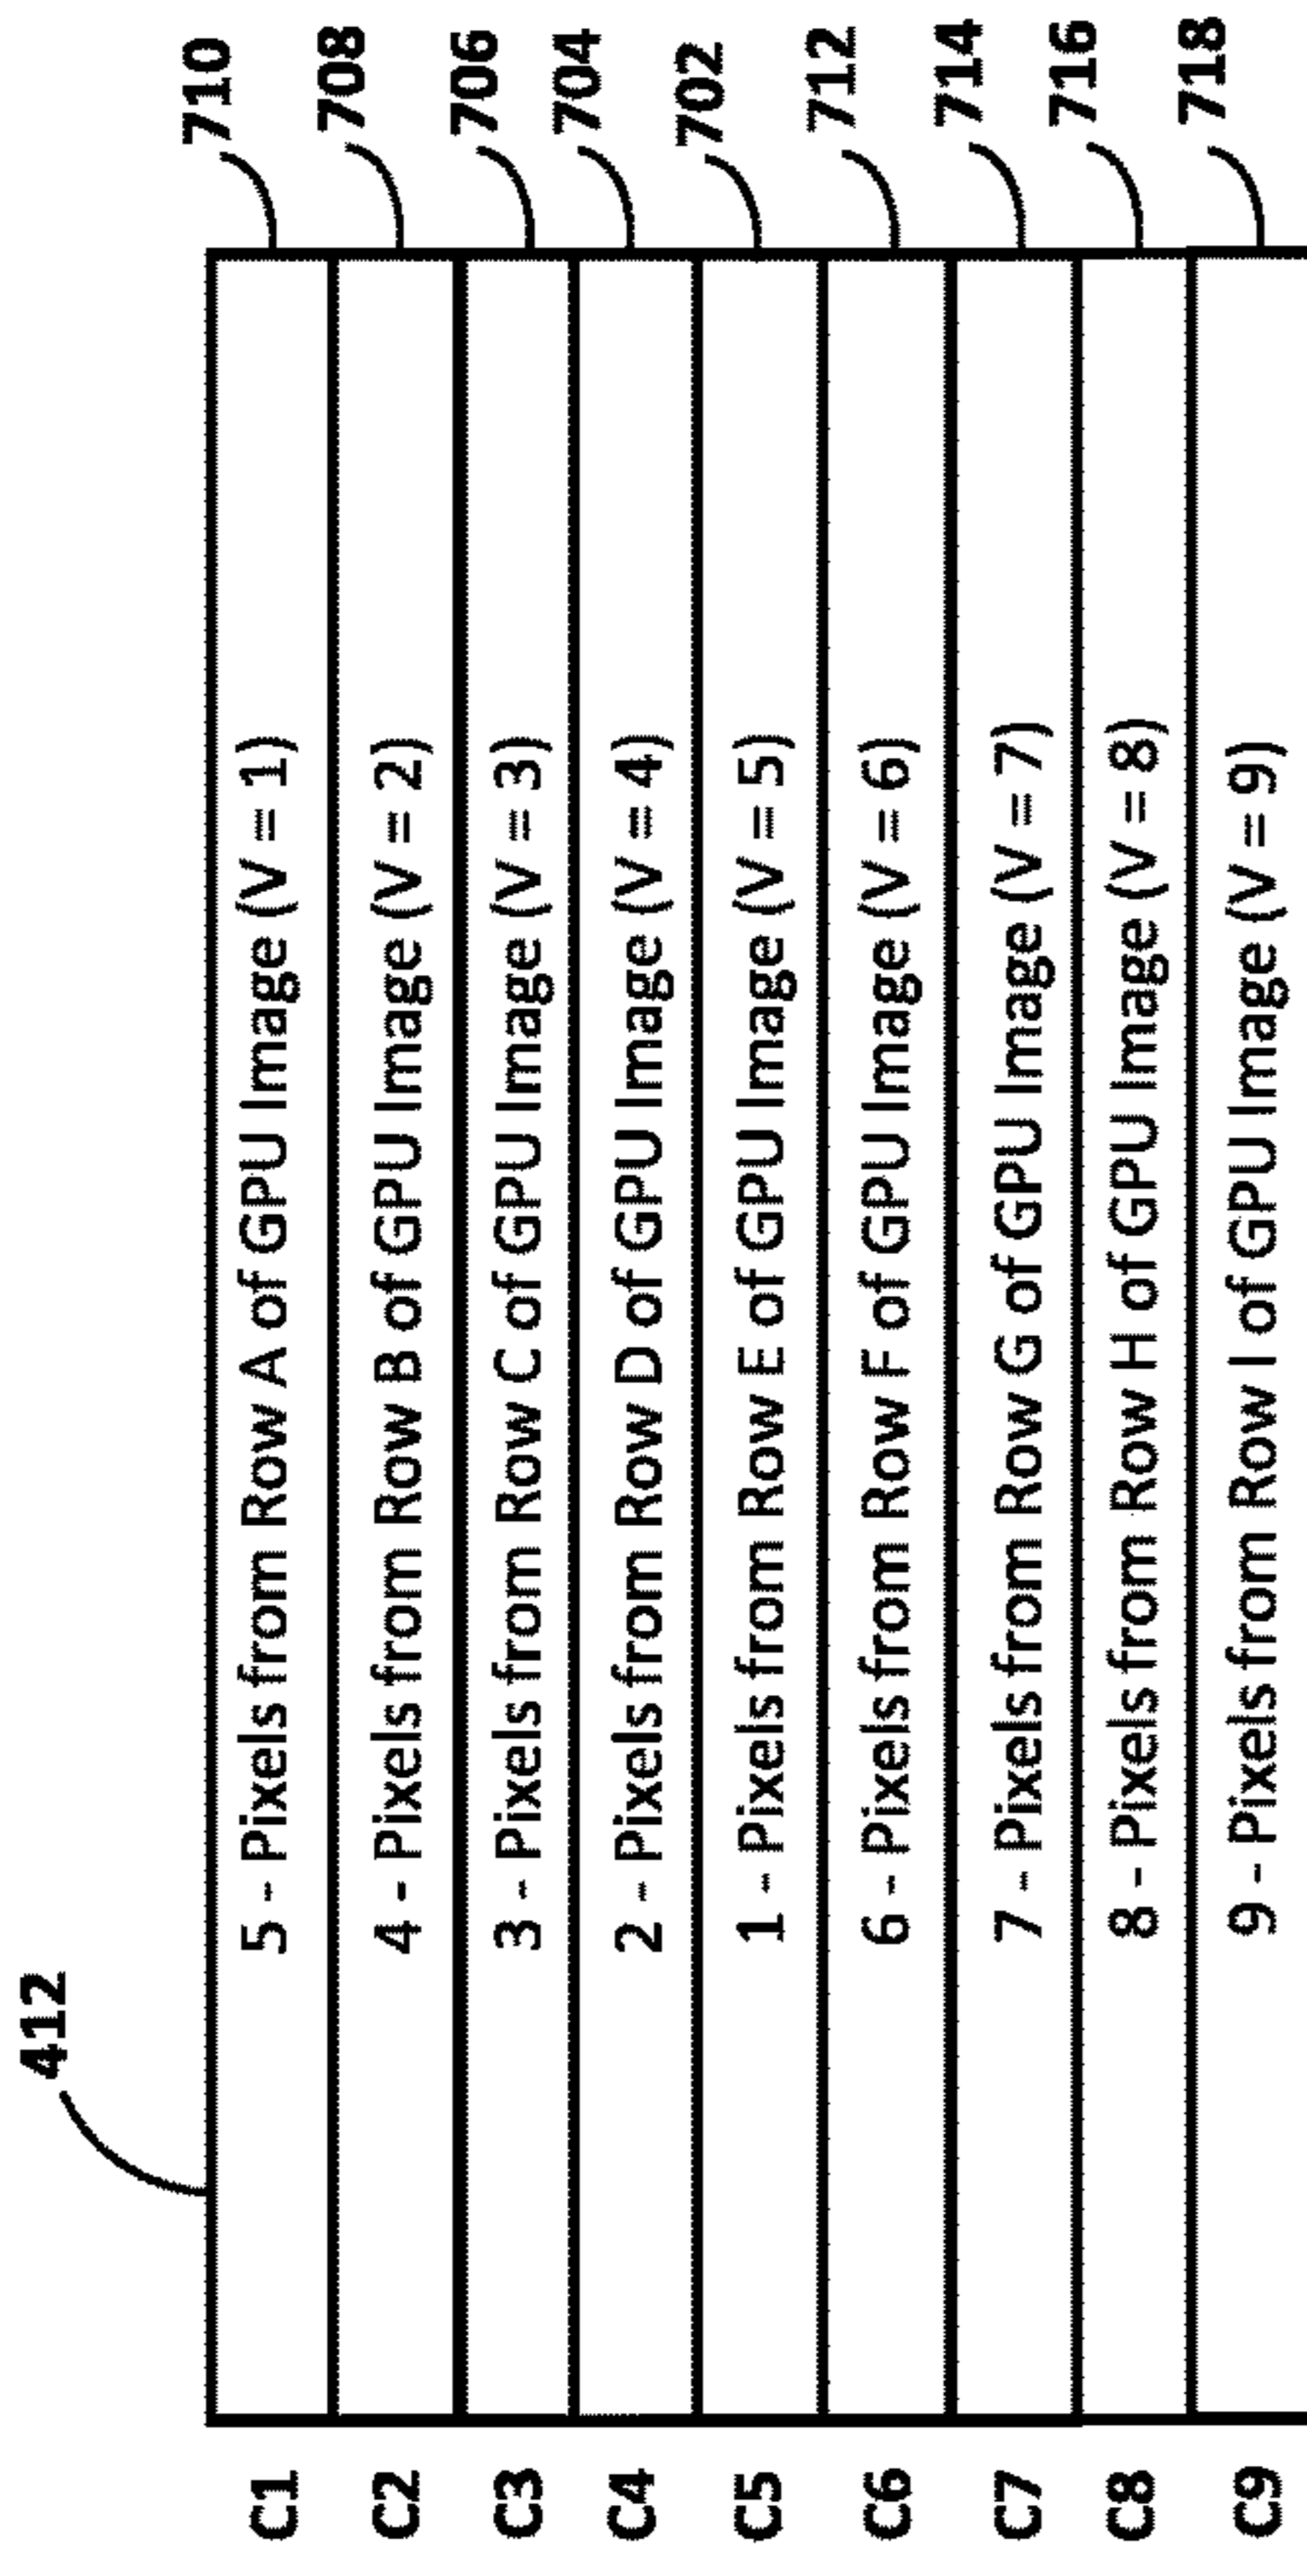 412
C1 5 - Pixels from Row A of GPU Image (V = 1) 710
C2 4 - Pixels from Row B of GPU Image (V = 2) 708
C3 3 - Pixels from Row C of GPU Image (V = 3) 706
C4 2 - Pixels from Row D of GPU Image (V = 4) 704
C5 1 - Pixels from Row E of GPU Image (V = 5) 702
C6 6 - Pixels from Row F of GPU Image (V = 6) 712
C7 7 - Pixels from Row G of GPU Image (V = 7) 714
C8 8 - Pixels from Row H of GPU Image (V = 8) 716
C9 9 - Pixels from Row I of GPU Image (V = 9) 718